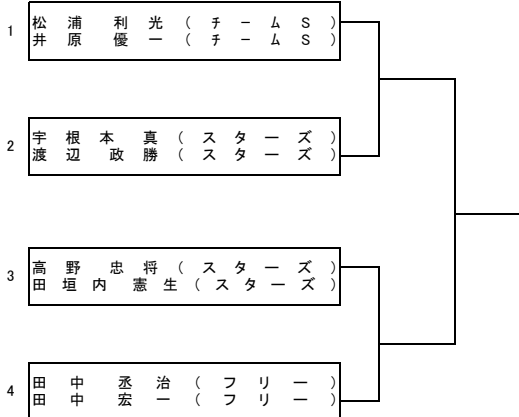 1
松浦 利光(チームS)
井原 優一(チームS)
2
宇根本 真(スターズ)
渡辺 政勝(スターズ)
3
高野 忠将(スターズ)
田垣内 憲生(スターズ)
4
田中 丞治(フリー)
田中 宏一(フリー)